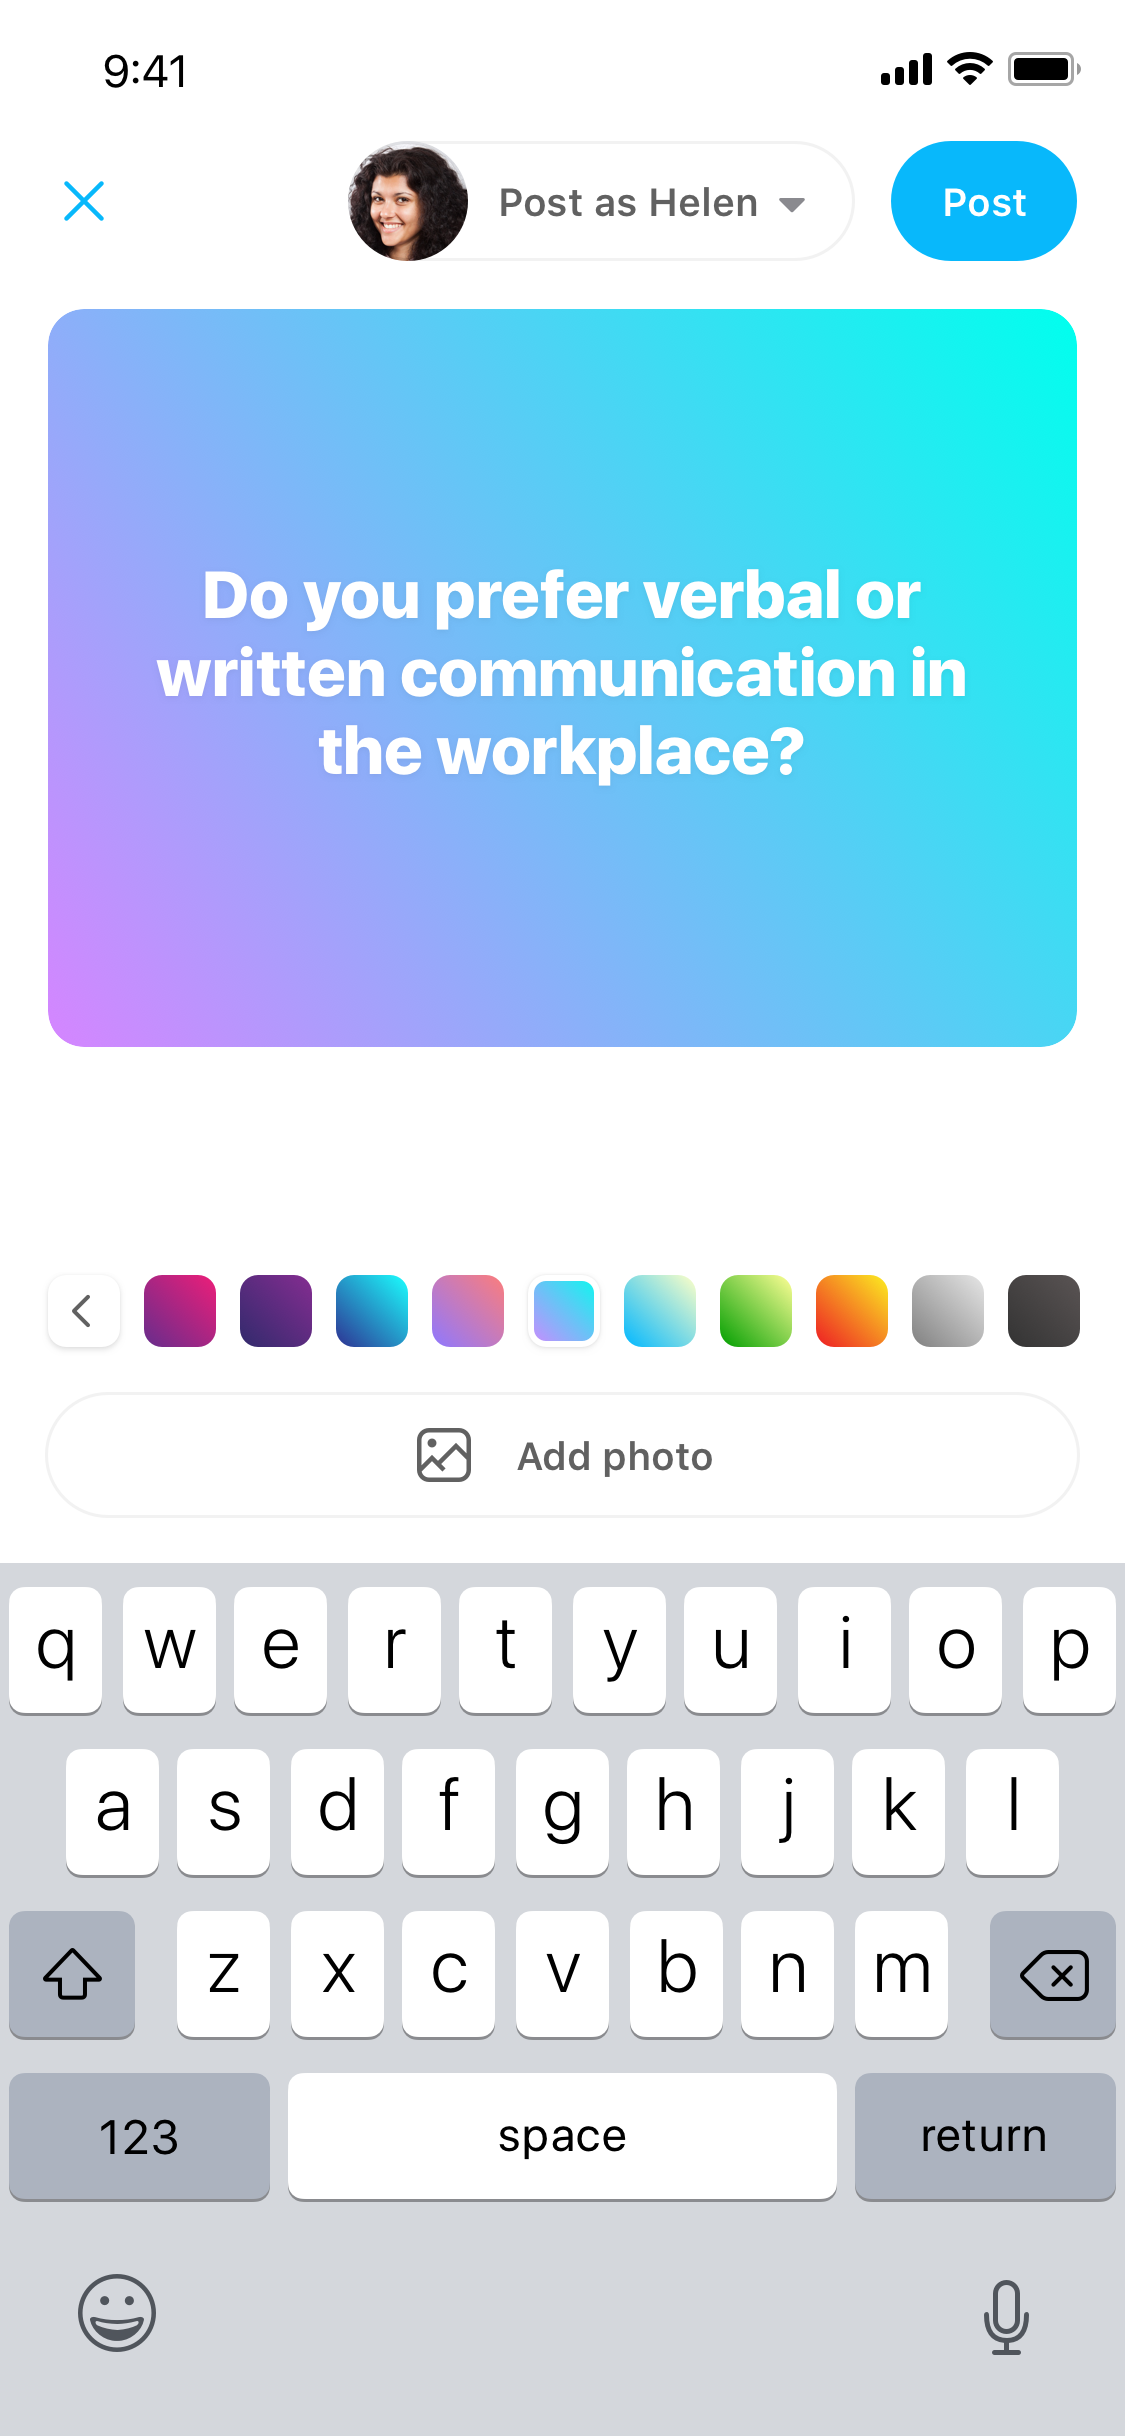 9:41
Post as Helen
Post
Do you prefer verbal or
written communication in
the workplace?
Add photo
q w e r t y u i o p
a s d f g h j k l
z x c v b n m
123 space return